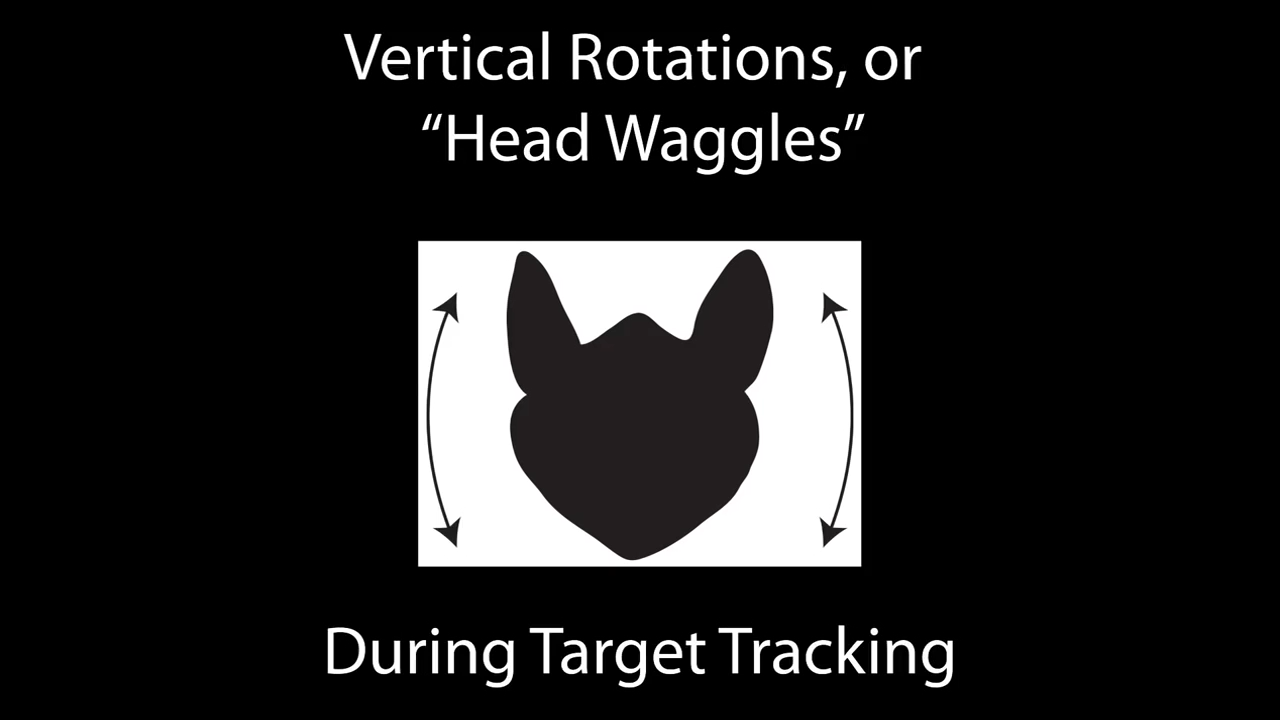 Vertical Rotations, or
“Head Waggles”
During Target Tracking